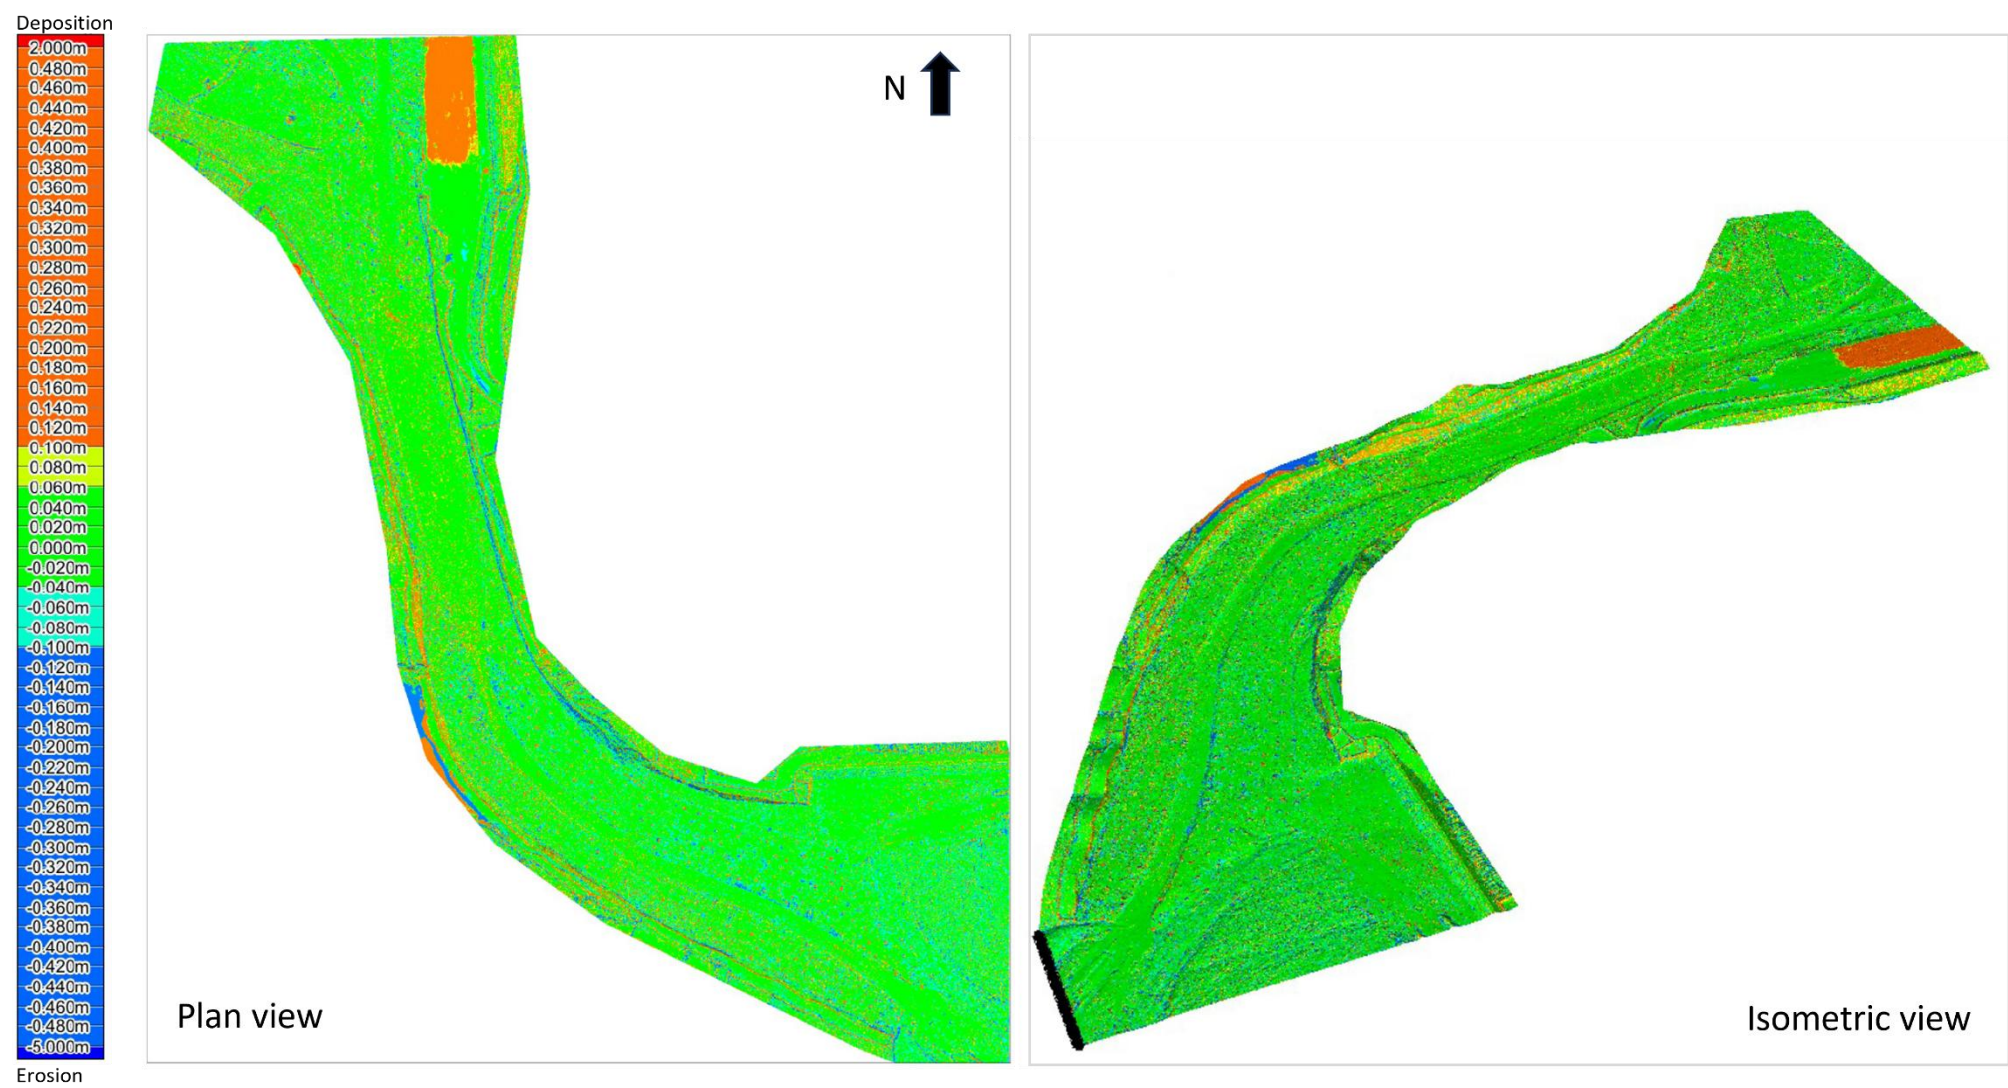 Deposition
2.000m
0.480m
0.460m
0.440m
0.420m
0.400m
0.380m
0.360m
0.340m
0.320m
0.300m
0.280m
0.260m
0.240m
0.220m
0.200m
0.180m
0.160m
0.140m
0.120m
0.100m
0.080m
0.060m
0.040m
0.020m
0.000m
-0.020m
-0.040m
-0.060m
-0.080m
-0.100m
-0.120m
-0.140m
-0.160m
-0.180m
-0.200m
-0.220m
-0.240m
-0.260m
-0.280m
-0.300m
-0.320m
-0.340m
-0.360m
-0.380m
-0.400m
-0.420m
-0.440m
-0.460m
-0.480m
-5.000m
Erosion
N
Plan view
Isometric view